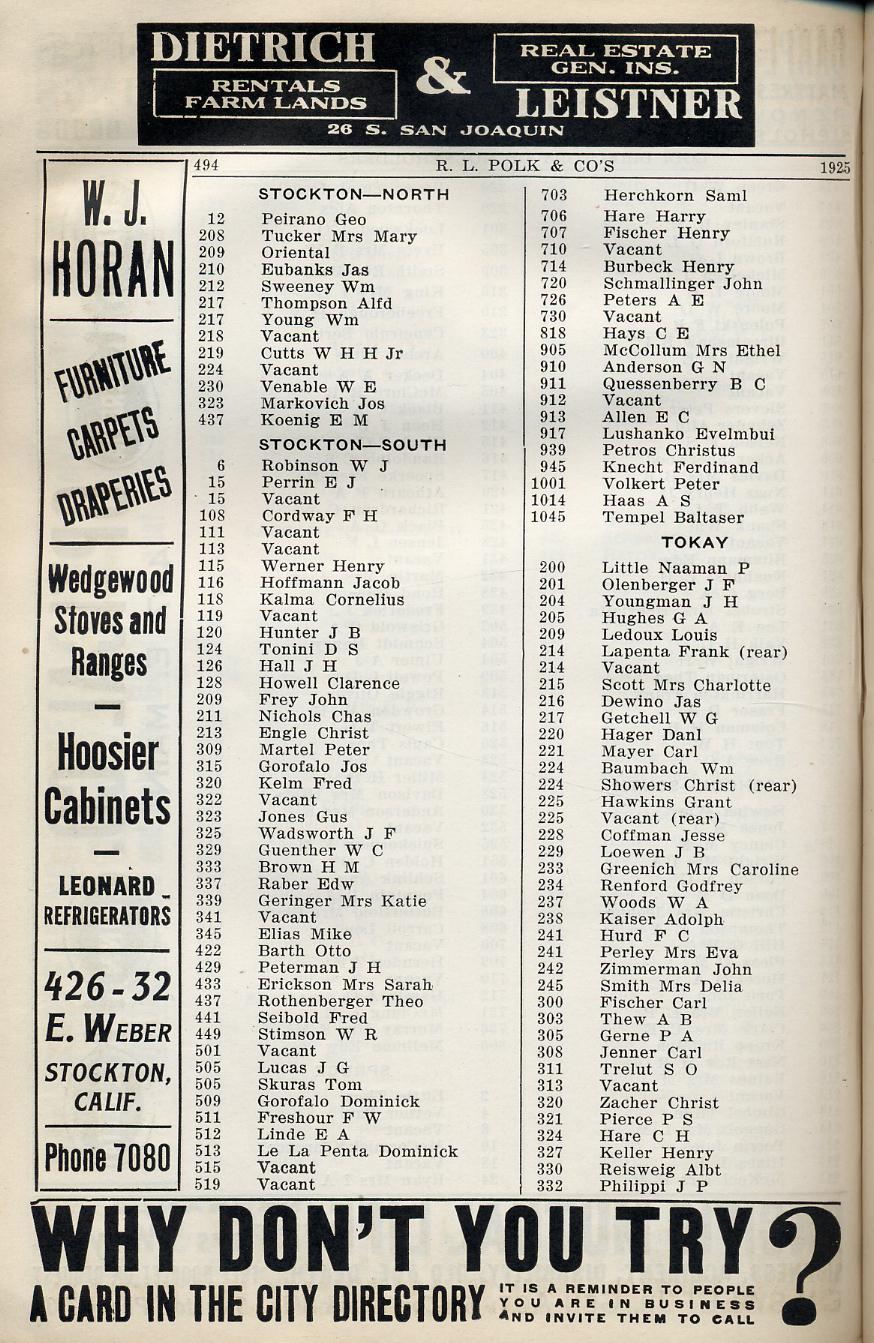 DIETRICH & LEISTNER
RENTALS
FARM LANDS
REAL ESTATE
GEN. INS.
26 S. SAN JOAQUIN
494 R. L. POLK & CO'S 1925
W. J.
HORAN
FURNITURE
CARPETS
DRAPERIES
Wedgewood
Stoves and
Ranges
—
Hoosier
Cabinets
—
LEONARD
REFRIGERATORS
426-32
E. WEBER
STOCKTON,
CALIF.
Phone 7080
STOCKTON—NORTH
12 Peirano Geo
208 Tucker Mrs Mary
209 Oriental
210 Eubanks Jas
212 Sweeney Wm
217 Thompson Alfd
217 Young Wm
218 Vacant
219 Cutts W H H Jr
224 Vacant
230 Venable W E
323 Markovich Jos
437 Koenig E M
STOCKTON—SOUTH
6 Robinson W J
15 Perrin E J
15 Vacant
108 Cordway F H
111 Vacant
113 Vacant
115 Werner Henry
116 Hoffmann Jacob
118 Kalma Cornelius
119 Vacant
120 Hunter J B
124 Tonini D S
126 Hall J H
128 Howell Clarence
209 Frey John
211 Nichols Chas
213 Engle Christ
309 Martel Peter
315 Gorofalo Jos
320 Kelm Fred
322 Vacant
323 Jones Gus
325 Wadsworth J F
329 Guenther W C
333 Brown H M
337 Raber Edw
339 Geringer Mrs Katie
341 Vacant
345 Elias Mike
422 Barth Otto
429 Peterman J H
433 Erickson Mrs Sarah
437 Rothenberger Theo
441 Seibold Fred
449 Stimson W R
501 Vacant
505 Lucas J G
505 Skuras Tom
509 Gorofalo Dominick
511 Freshour F W
512 Linde E A
513 Le La Penta Dominick
515 Vacant
519 Vacant
703 Herchkorn Saml
706 Hare Harry
707 Fischer Henry
710 Vacant
714 Burbeck Henry
720 Schmallinger John
726 Peters A E
730 Vacant
818 Hays C E
905 McCollum Mrs Ethel
910 Anderson G N
911 Quessenberry B C
912 Vacant
913 Allen E C
917 Lushanko Evelmbui
939 Petros Christus
945 Knecht Ferdinand
1001 Volkert Peter
1014 Haas A S
1045 Tempel Baltaser
TOKAY
200 Little Naaman P
201 Olenberger J F
204 Youngman J H
205 Hughes G A
209 Ledoux Louis
214 Lapenta Frank (rear)
214 Vacant
215 Scott Mrs Charlotte
216 Dewino Jas
217 Getchell W G
220 Hager Danl
221 Mayer Carl
224 Baumbach Wm
224 Showers Christ (rear)
225 Hawkins Grant
225 Vacant (rear)
228 Coffman Jesse
229 Loewen J B
233 Greenich Mrs Caroline
234 Renford Godfrey
237 Woods W A
238 Kaiser Adolph
241 Hurd F C
241 Perley Mrs Eva
242 Zimmerman John
245 Smith Mrs Delia
300 Fischer Carl
303 Thew A B
305 Gerne P A
308 Jenner Carl
311 Trelut S O
313 Vacant
320 Zacher Christ
321 Pierce P S
324 Hare C H
327 Keller Henry
330 Reisweig Albt
332 Philippi J P
WHY DON'T YOU TRY ?
A CARD IN THE CITY DIRECTORY
IT IS A REMINDER TO PEOPLE
YOU ARE IN BUSINESS
AND INVITE THEM TO CALL